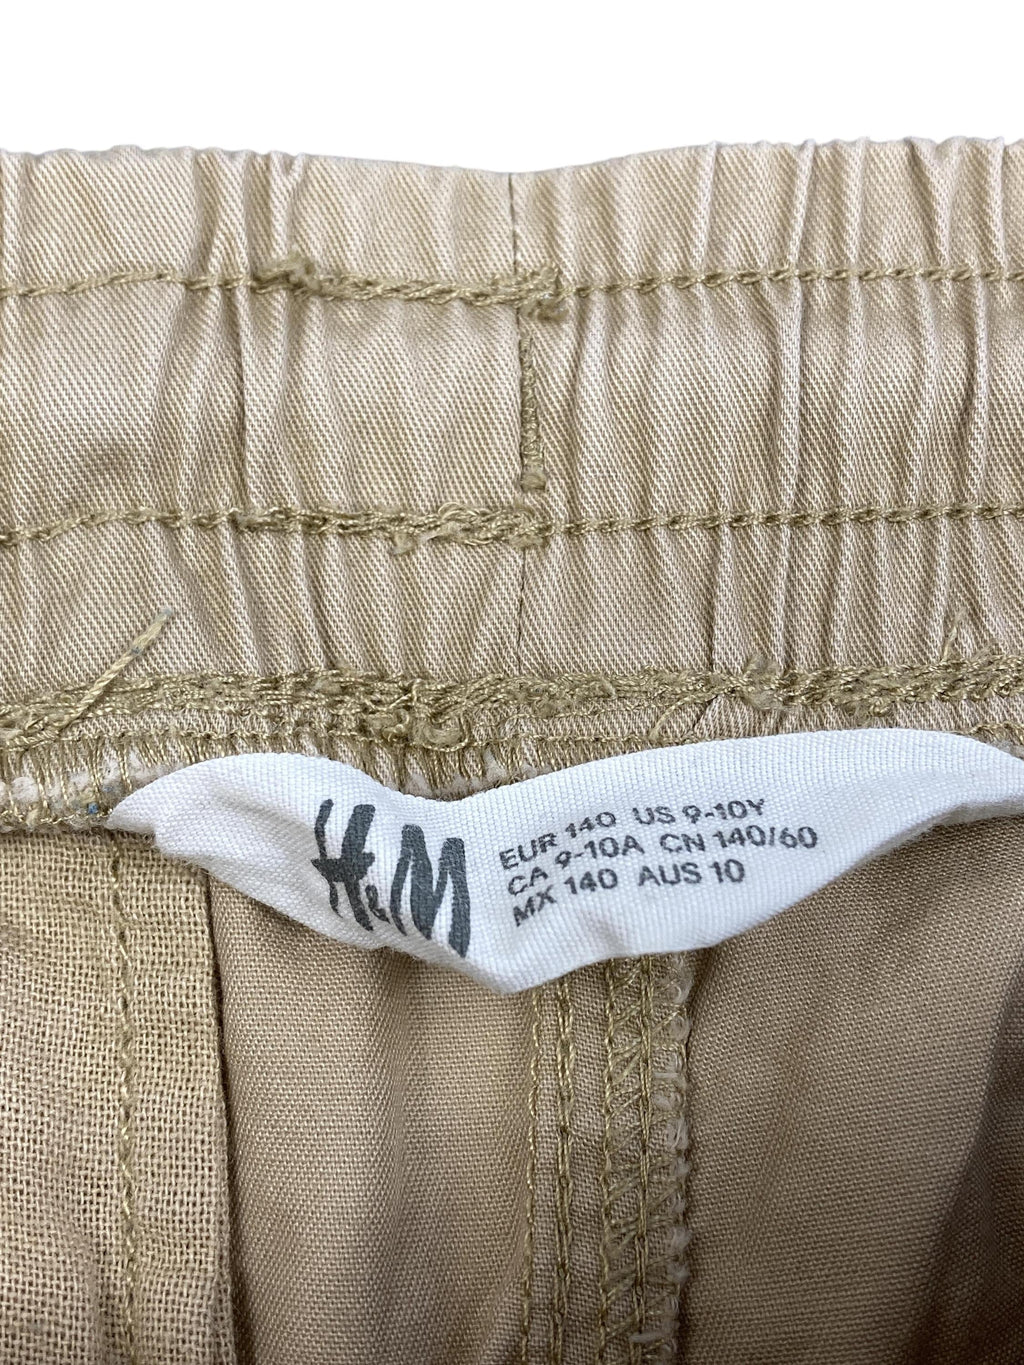 H&M
EUR 140 US 9-10Y
CA 9-10A CN 140/60
MX 140 AUS 10